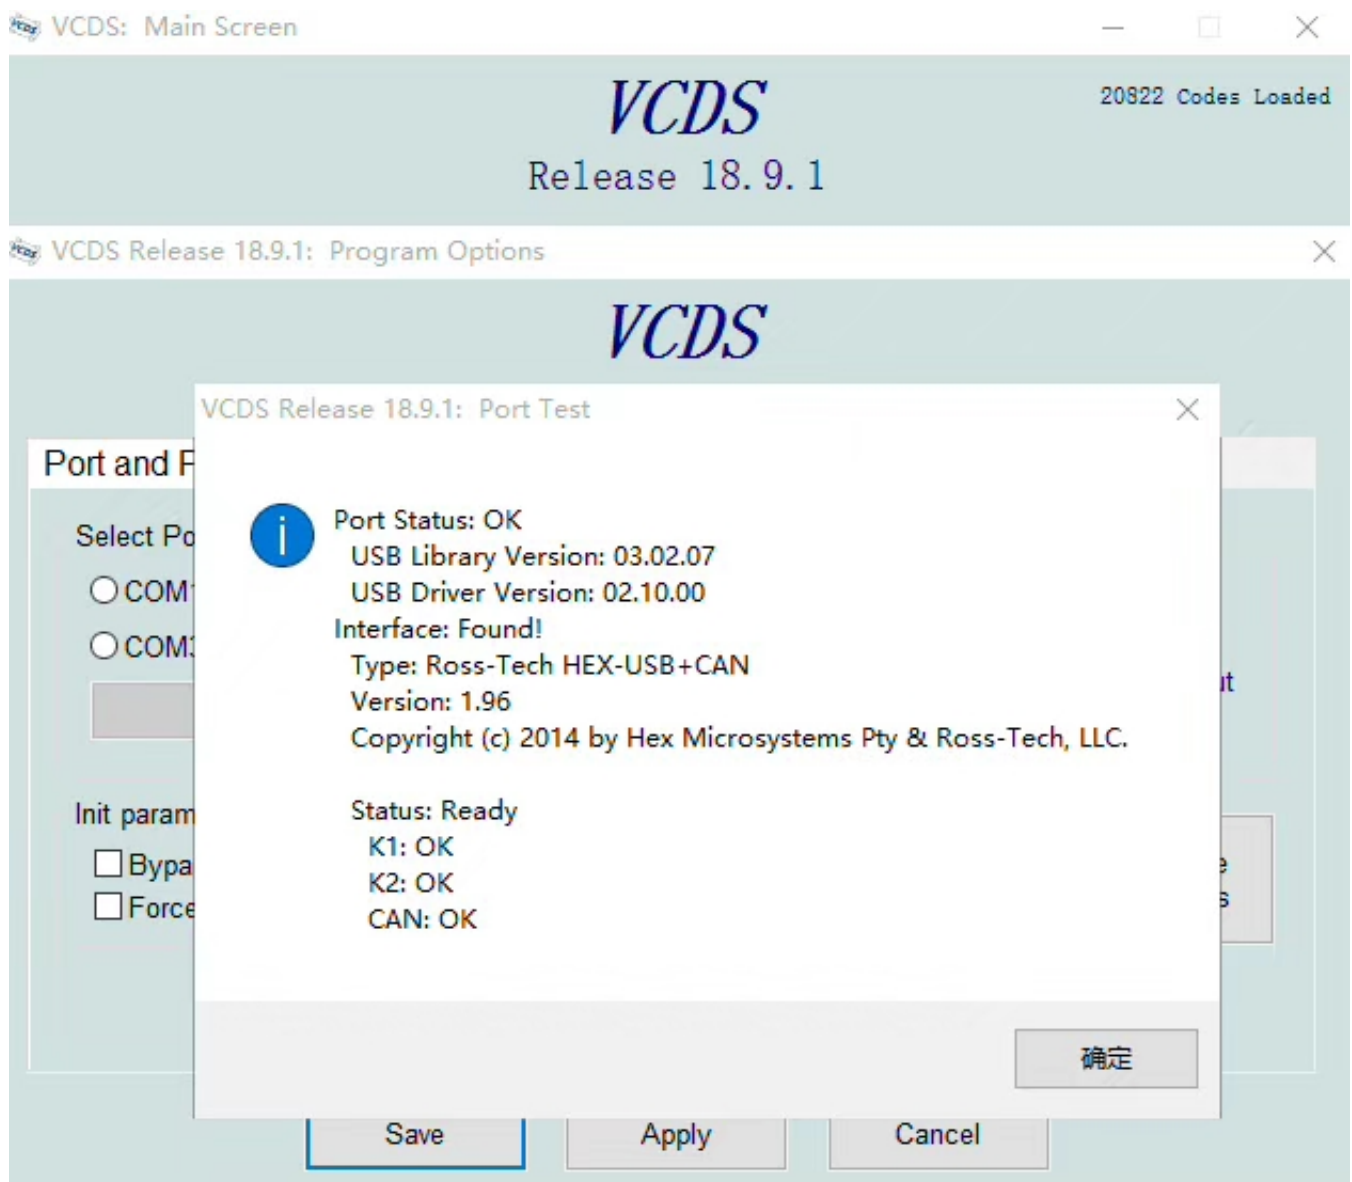 VCDS: Main Screen
VCDS
20822 Codes Loaded
Release 18.9.1
VCDS Release 18.9.1: Program Options
VCDS
VCDS Release 18.9.1: Port Test
Port and
Select
Port Status: OK
USB Library Version: 03.02.07
USB Driver Version: 02.10.00
Interface: Found!
Type: Ross-Tech HEX-USB+CAN
Version: 1.96
Copyright (c) 2014 by Hex Microsystems Pty & Ross-Tech, LLC.
Init param
Status: Ready
K1: OK
K2: OK
CAN: OK
Bypa
Force
确定
Save
Apply
Cancel